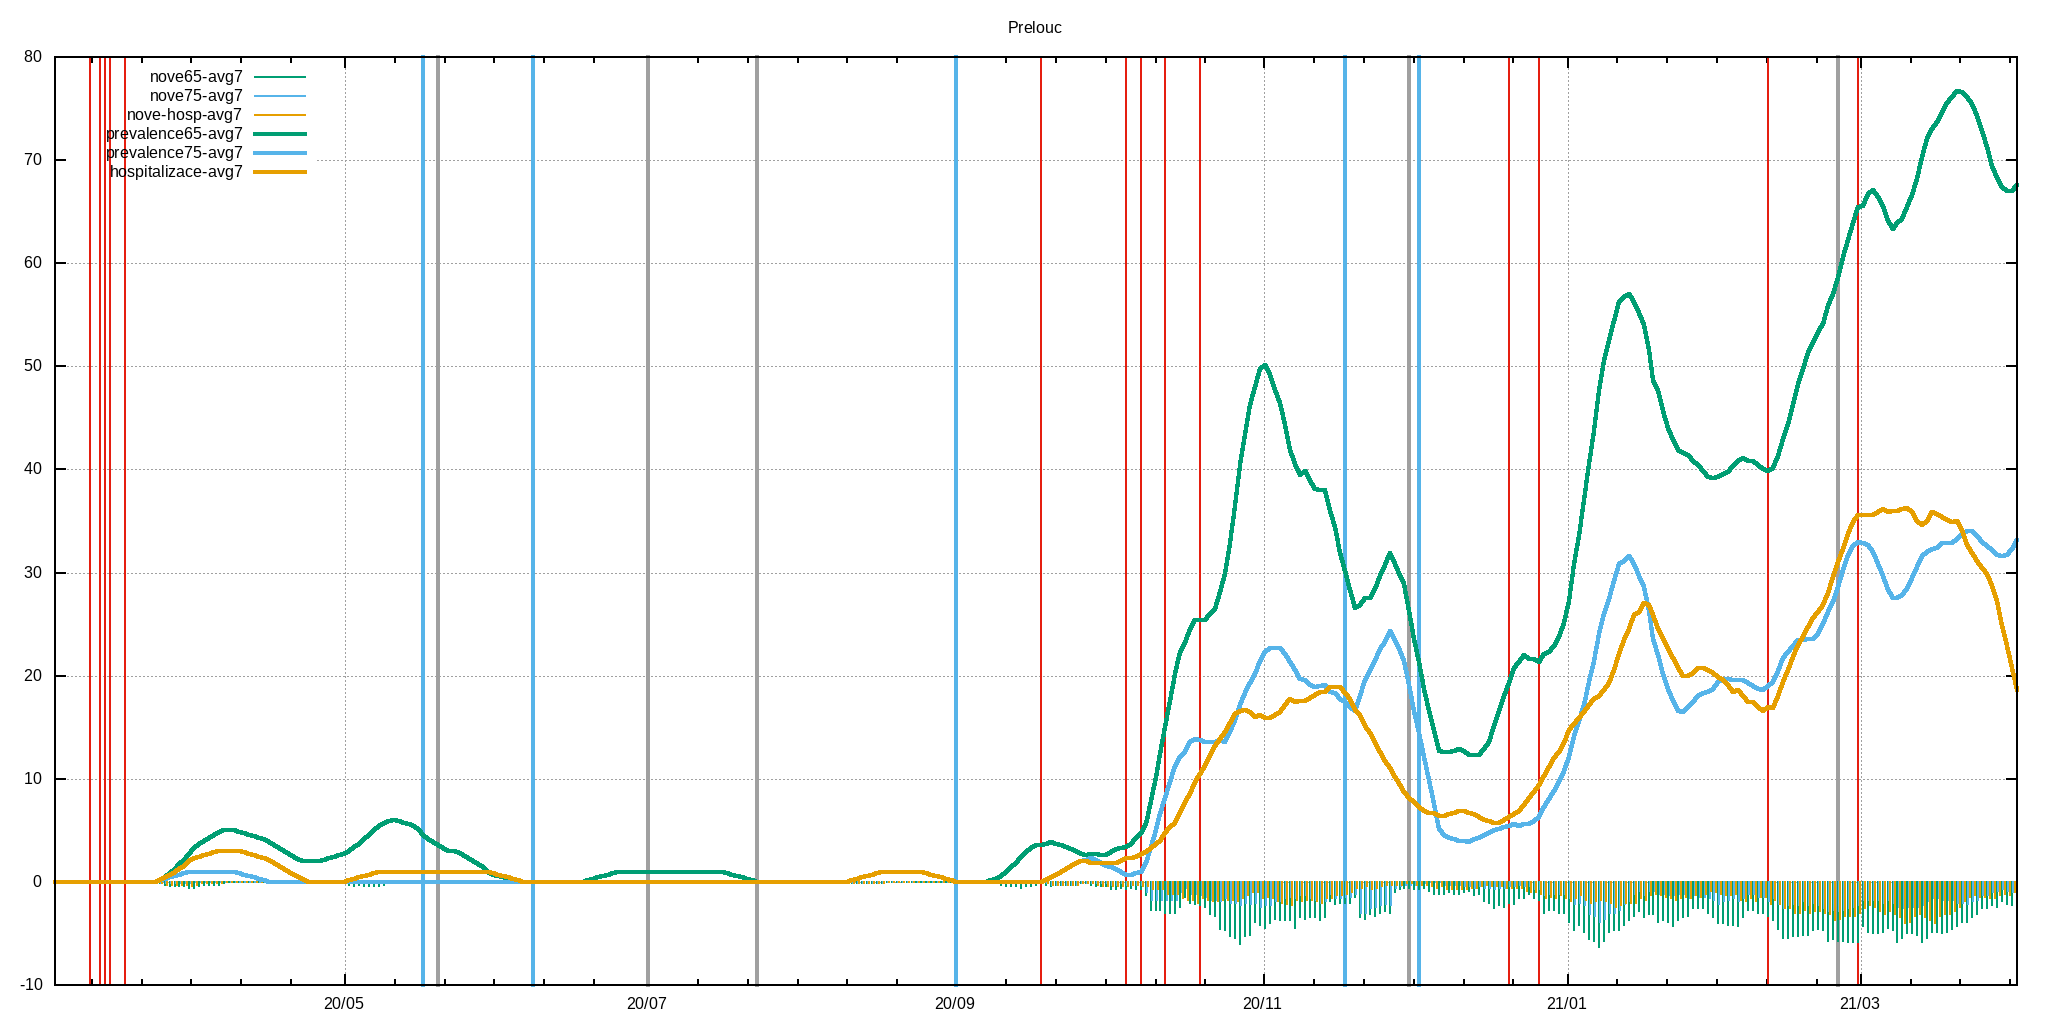 Prelouc
80
70
60
50
40
30
20
10
0
-10
nove65-avg7
nove75-avg7
nove-hosp-avg7
prevalence65-avg7
prevalence75-avg7
hospitalizace-avg7
20/05
20/07
20/09
20/11
21/01
21/03